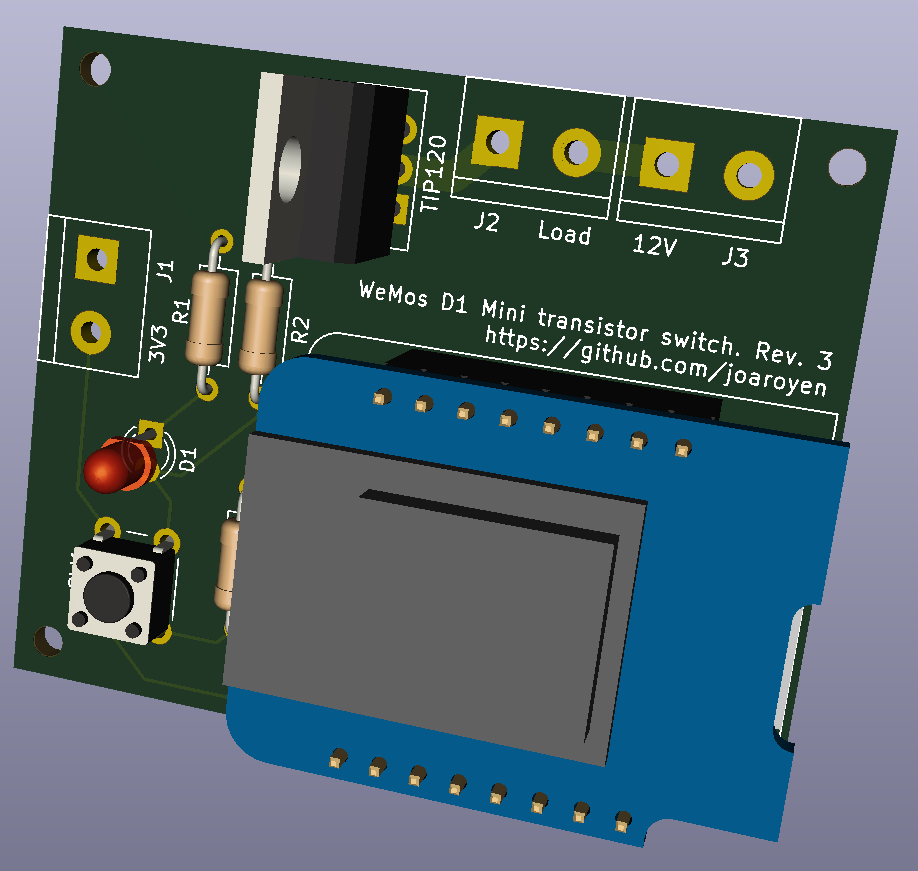 TIP120
J2
Load
12V
J3
J1
3V3
R1
R2
WeMos D1 Mini transistor switch. Rev. 3
https://github.com/joaroyen
D1